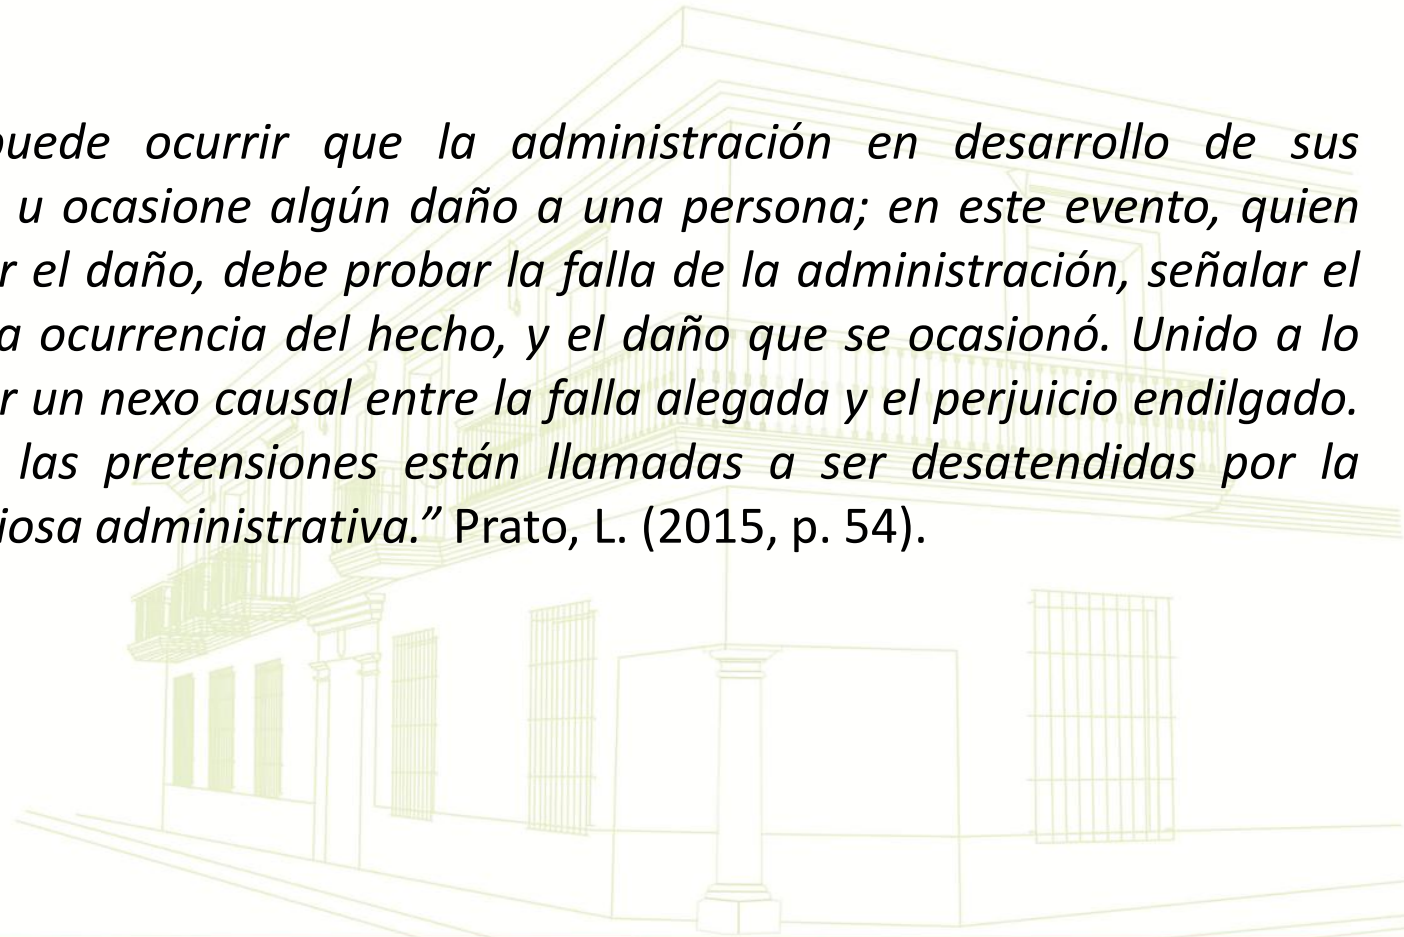 puede ocurrir que la administración en desarrollo de sus
u ocasione algún daño a una persona; en este evento, quien
r el daño, debe probar la falla de la administración, señalar el
a ocurrencia del hecho, y el daño que se ocasionó. Unido a lo
r un nexo causal entre la falla alegada y el perjuicio endilgado.
las pretensiones están llamadas a ser desatendidas por la
iosa administrativa.” Prato, L. (2015, p. 54).